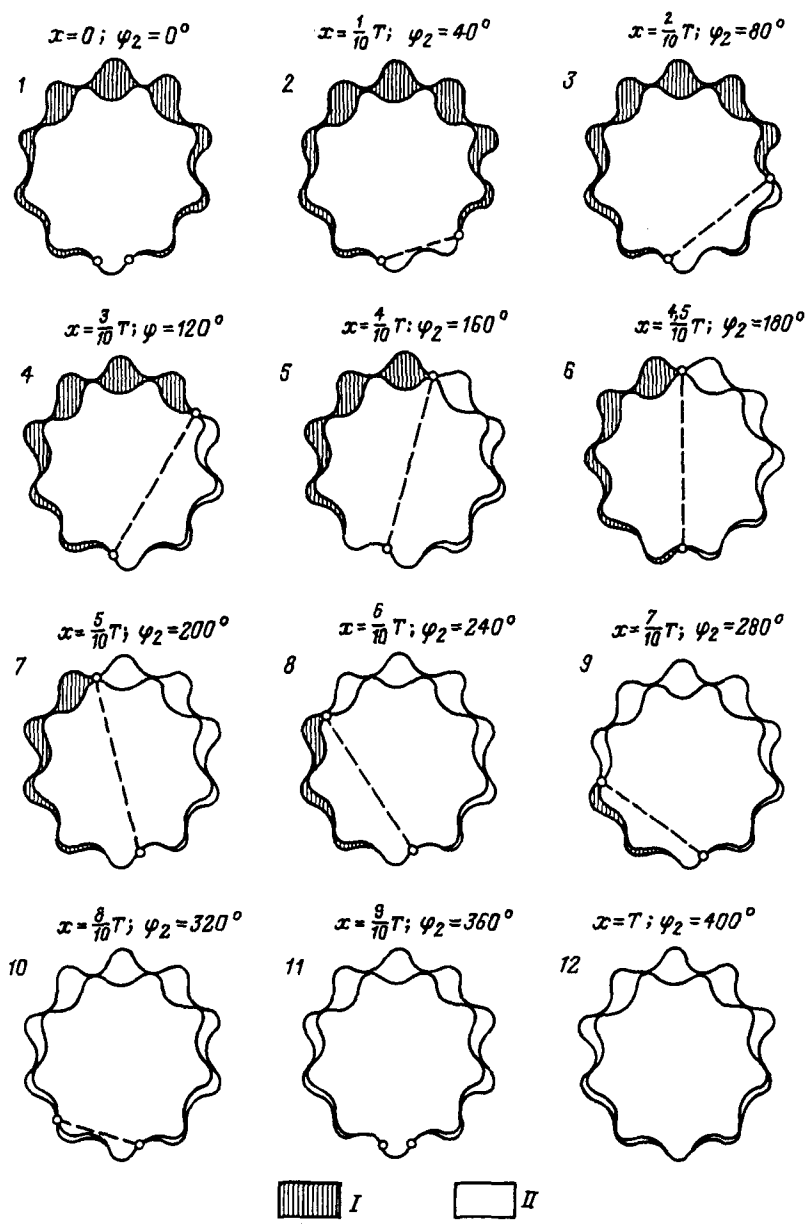 x=0; φ₂=0°
x=1/10 T; φ₂=40°
x=2/10 T; φ₂=80°
1
2
3
x=3/10 T; φ=120°
x=4/10 T: φ₂=160°
x=4,5/10 T; φ₂=180°
4
5
6
x=5/10 T; φ₂=200°
x=6/10 T; φ₂=240°
x=7/10 T; φ₂=280°
7
8
9
x=8/10 T; φ₂=320°
x=9/10 T; φ₂=360°
x=T; φ₂=400°
10
11
12
I
II